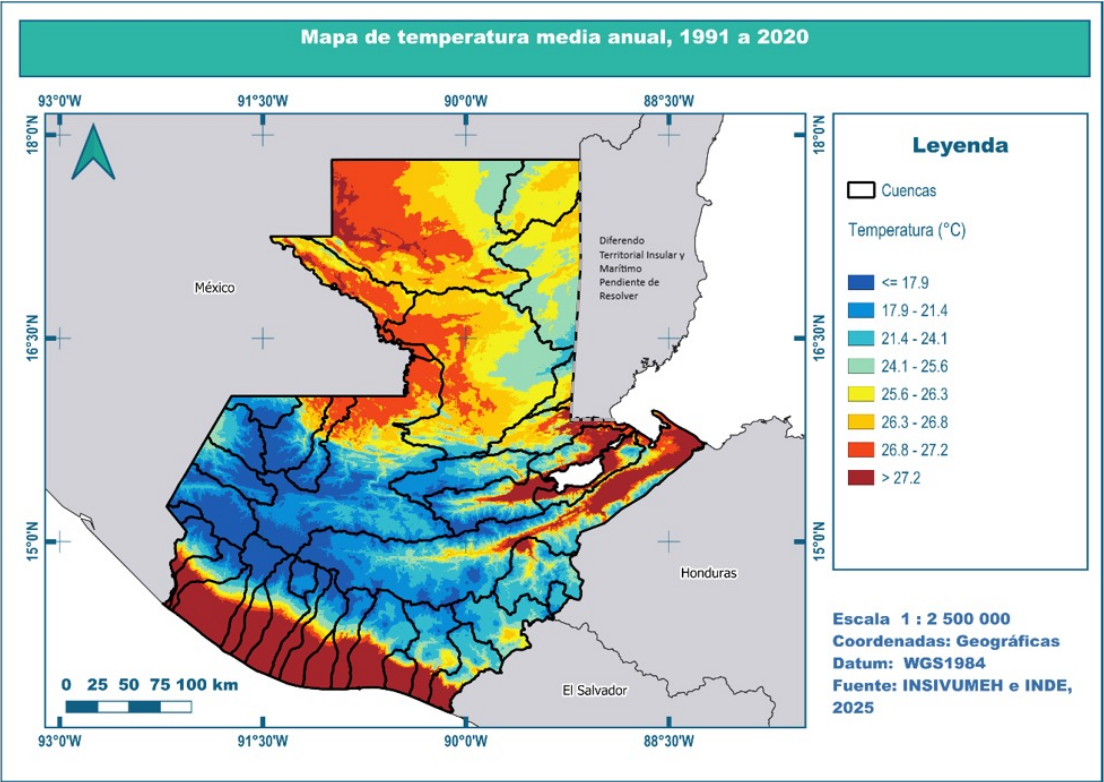 Mapa de temperatura media anual, 1991 a 2020
93°0'W
91°30'W
90°0'W
88°30'W
18°0'N
18°0'N
16°30'N
16°30'N
15°0'N
15°0'N
México
Diferendo
Territorial Insular y
Marítimo
Pendiente de
Resolver
Honduras
El Salvador
0 25 50 75 100 km
93°0'W
91°30'W
90°0'W
88°30'W
Leyenda
Cuencas
Temperatura (°C)
<= 17.9
17.9 - 21.4
21.4 - 24.1
24.1 - 25.6
25.6 - 26.3
26.3 - 26.8
26.8 - 27.2
> 27.2
Escala 1 : 2 500 000
Coordenadas: Geográficas
Datum: WGS1984
Fuente: INSIVUMEH e INDE,
2025